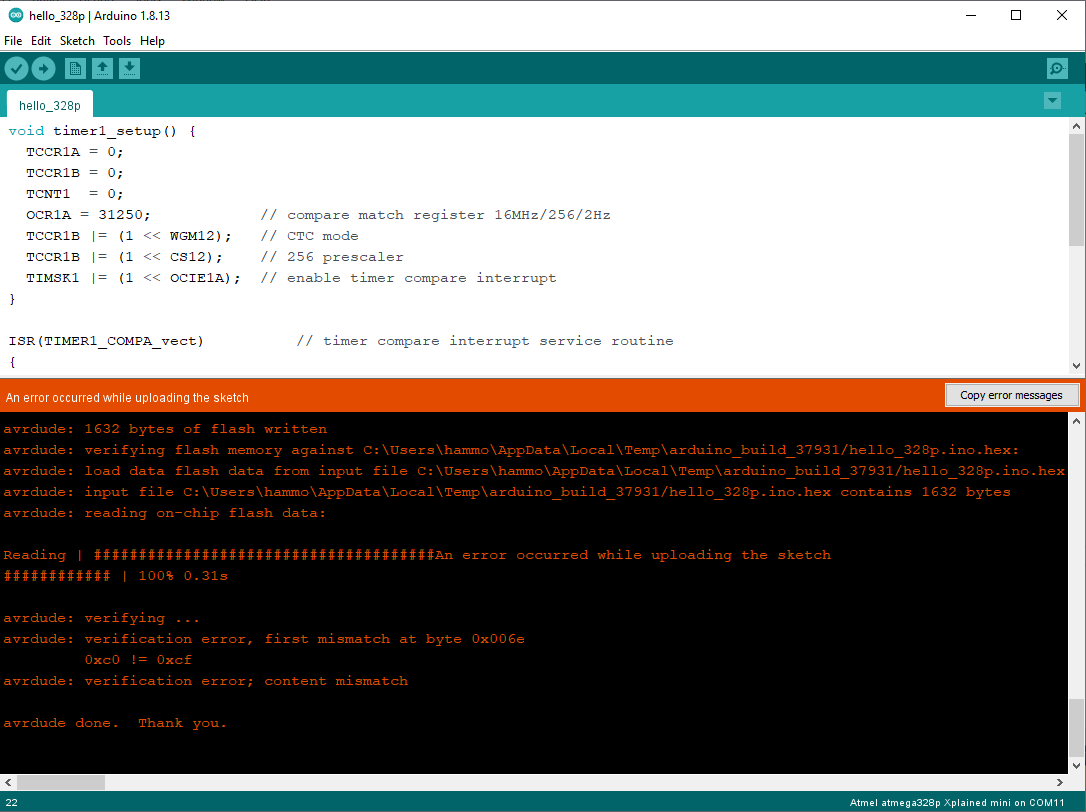 hello_328p | Arduino 1.8.13
File Edit Sketch Tools Help
hello_328p
void timer1_setup() {
  TCCR1A = 0;
  TCCR1B = 0;
  TCNT1  = 0;
  OCR1A = 31250;            // compare match register 16MHz/256/2Hz
  TCCR1B |= (1 << WGM12);   // CTC mode
  TCCR1B |= (1 << CS12);    // 256 prescaler
  TIMSK1 |= (1 << OCIE1A);  // enable timer compare interrupt
}
ISR(TIMER1_COMPA_vect)          // timer compare interrupt service routine
{
An error occurred while uploading the sketch
Copy error messages
avrdude: 1632 bytes of flash written
avrdude: verifying flash memory against C:\Users\hammo\AppData\Local\Temp\arduino_build_37931/hello_328p.ino.hex:
avrdude: load data flash data from input file C:\Users\hammo\AppData\Local\Temp\arduino_build_37931/hello_328p.ino.hex
avrdude: input file C:\Users\hammo\AppData\Local\Temp\arduino_build_37931/hello_328p.ino.hex contains 1632 bytes
avrdude: reading on-chip flash data:
Reading | ######################################An error occurred while uploading the sketch
############ | 100% 0.31s
avrdude: verifying ...
avrdude: verification error, first mismatch at byte 0x006e
         0xc0 != 0xcf
avrdude: verification error; content mismatch
avrdude done.  Thank you.
22
Atmel atmega328p Xplained mini on COM11